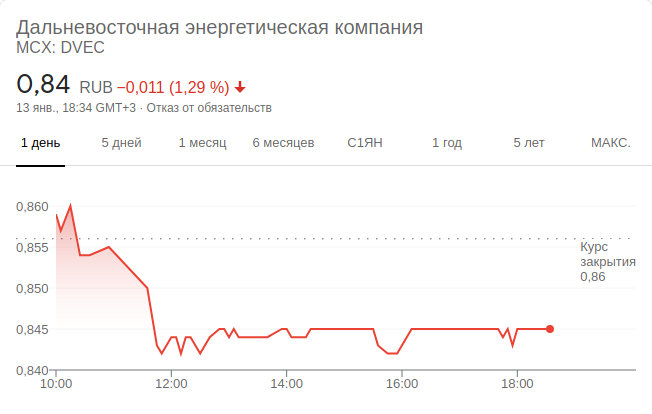 Дальневосточная энергетическая компания
MCX: DVEC
0,84 RUB −0,011 (1,29 %)
13 янв., 18:34 GMT+3 · Отказ от обязательств
1 день 5 дней 1 месяц 6 месяцев С1ЯН 1 год 5 лет МАКС.
0,860
0,855
0,850
0,845
0,840
Курс
закрытия
0,86
10:00 12:00 14:00 16:00 18:00